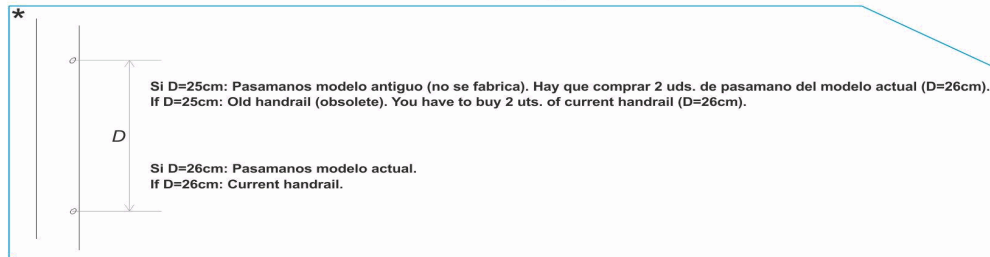 *
Si D=25cm: Pasamanos modelo antiguo (no se fabrica). Hay que comprar 2 uds. de pasamano del modelo actual (D=26cm).
If D=25cm: Old handrail (obsolete). You have to buy 2 uts. of current handrail (D=26cm).
D
Si D=26cm: Pasamanos modelo actual.
If D=26cm: Current handrail.